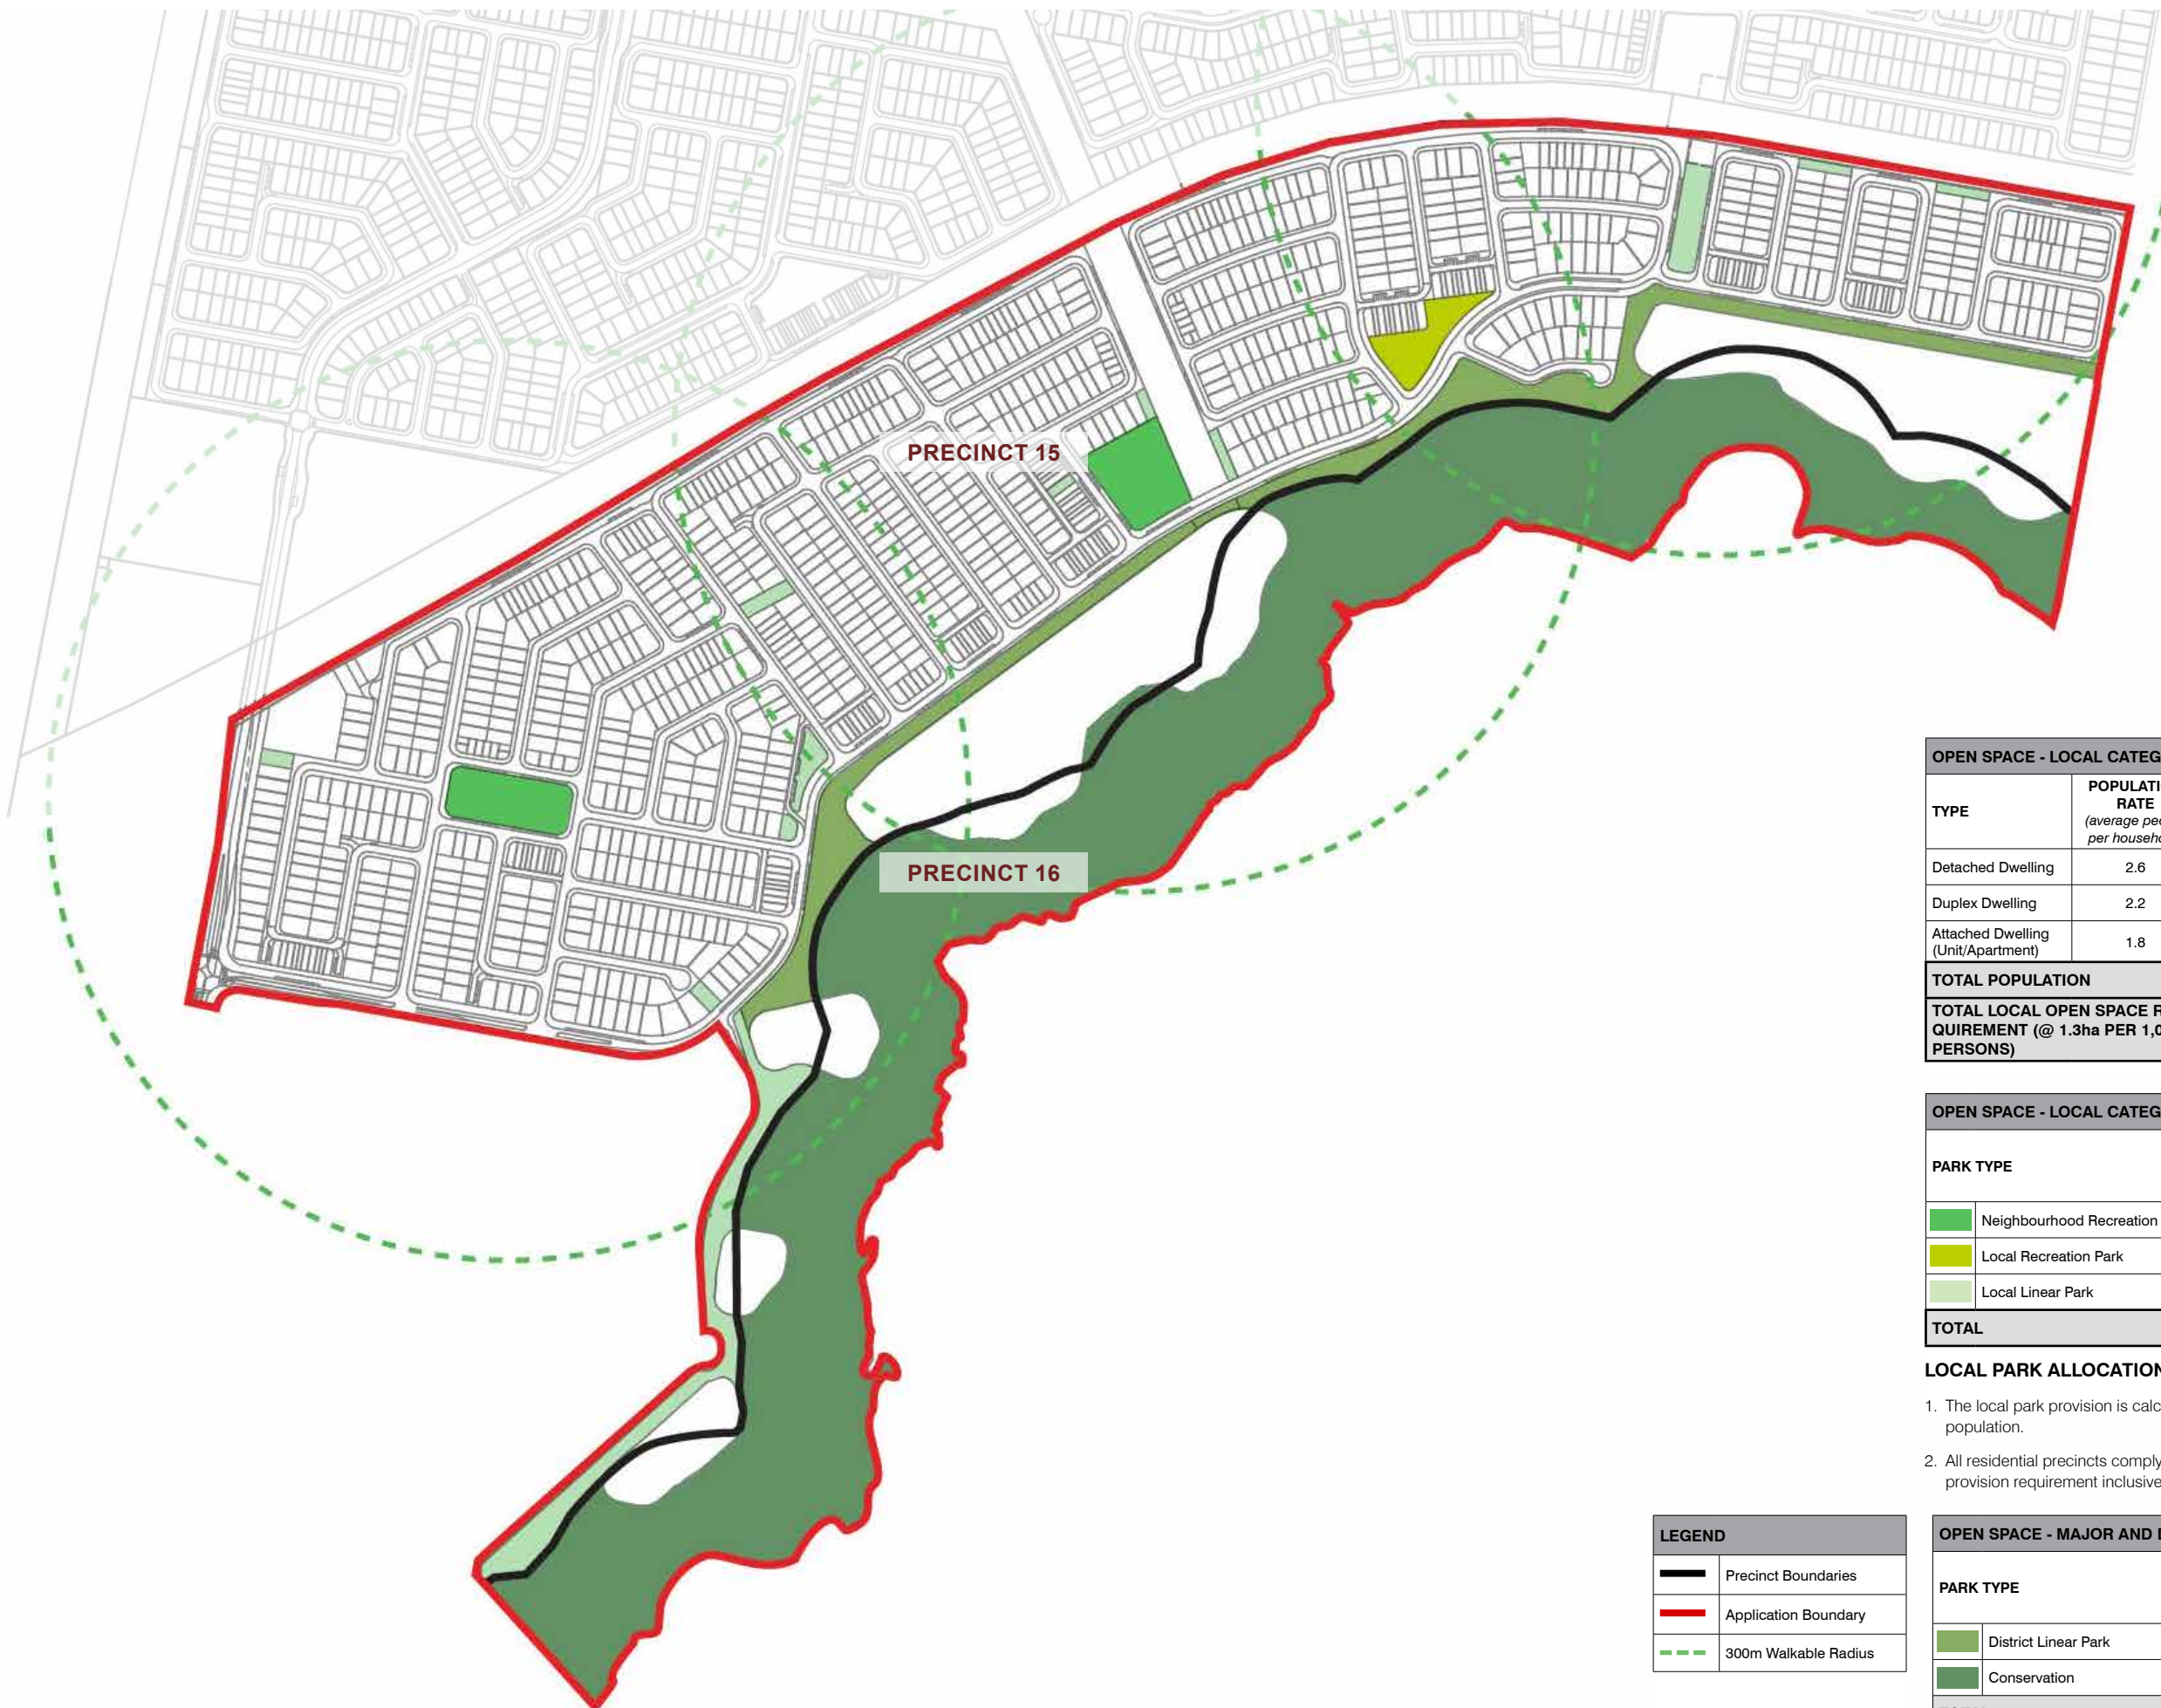 PRECINCT 15
PRECINCT 16
OPEN SPACE - LOCAL CATEG
TYPE
POPULATI
RATE
(average peo
per househo
Detached Dwelling
2.6
Duplex Dwelling
2.2
Attached Dwelling
(Unit/Apartment)
1.8
TOTAL POPULATION
TOTAL LOCAL OPEN SPACE R
QUIREMENT (@ 1.3ha PER 1,0
PERSONS)
OPEN SPACE - LOCAL CATEG
PARK TYPE
Neighbourhood Recreation
Local Recreation Park
Local Linear Park
TOTAL
LOCAL PARK ALLOCATION
1. The local park provision is calc
population.
2. All residential precincts comply
provision requirement inclusive
LEGEND
Precinct Boundaries
Application Boundary
300m Walkable Radius
OPEN SPACE - MAJOR AND
PARK TYPE
District Linear Park
Conservation